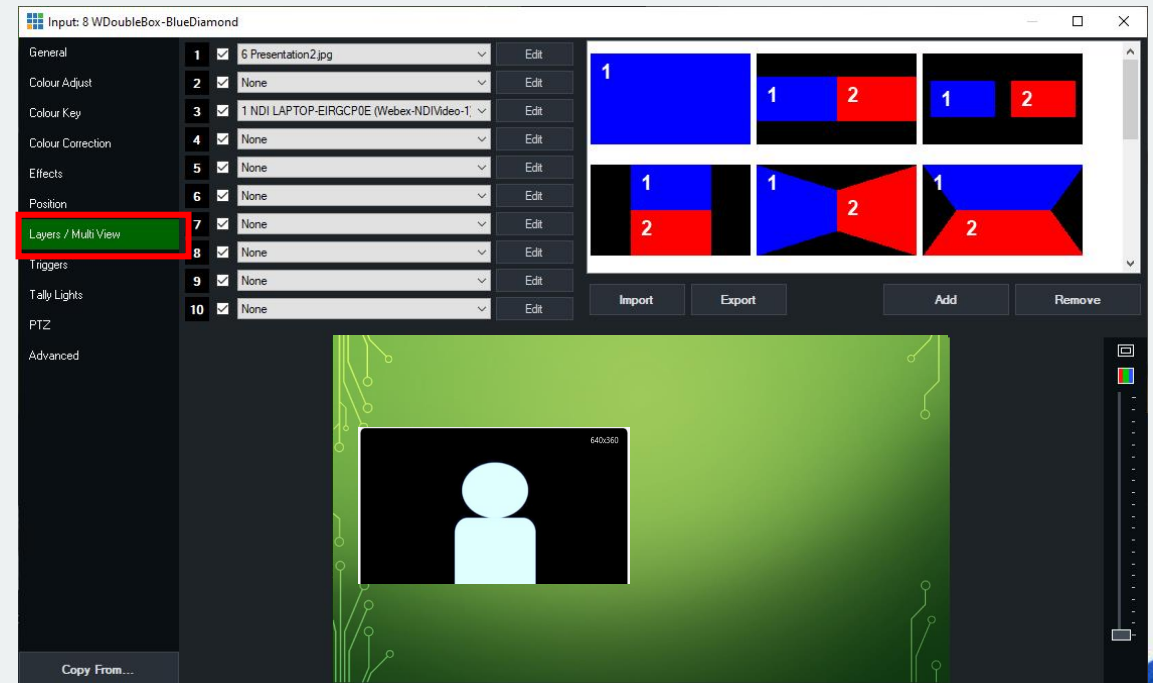 Input: 8 WDoubleBox-BlueDiamond
General
Colour Adjust
Colour Key
Colour Correction
Effects
Position
Layers / Multi View
Triggers
Tally Lights
PTZ
Advanced
Copy From...
1 6 Presentation2.jpg Edit
2 None Edit
3 1 NDI LAPTOP-EIRGCP0E (Webex-NDIVideo-1) Edit
4 None Edit
5 None Edit
6 None Edit
7 None Edit
8 None Edit
9 None Edit
10 None Edit
1
1 2
1 2
1
2
1
2
1
2
Import Export Add Remove
640x360